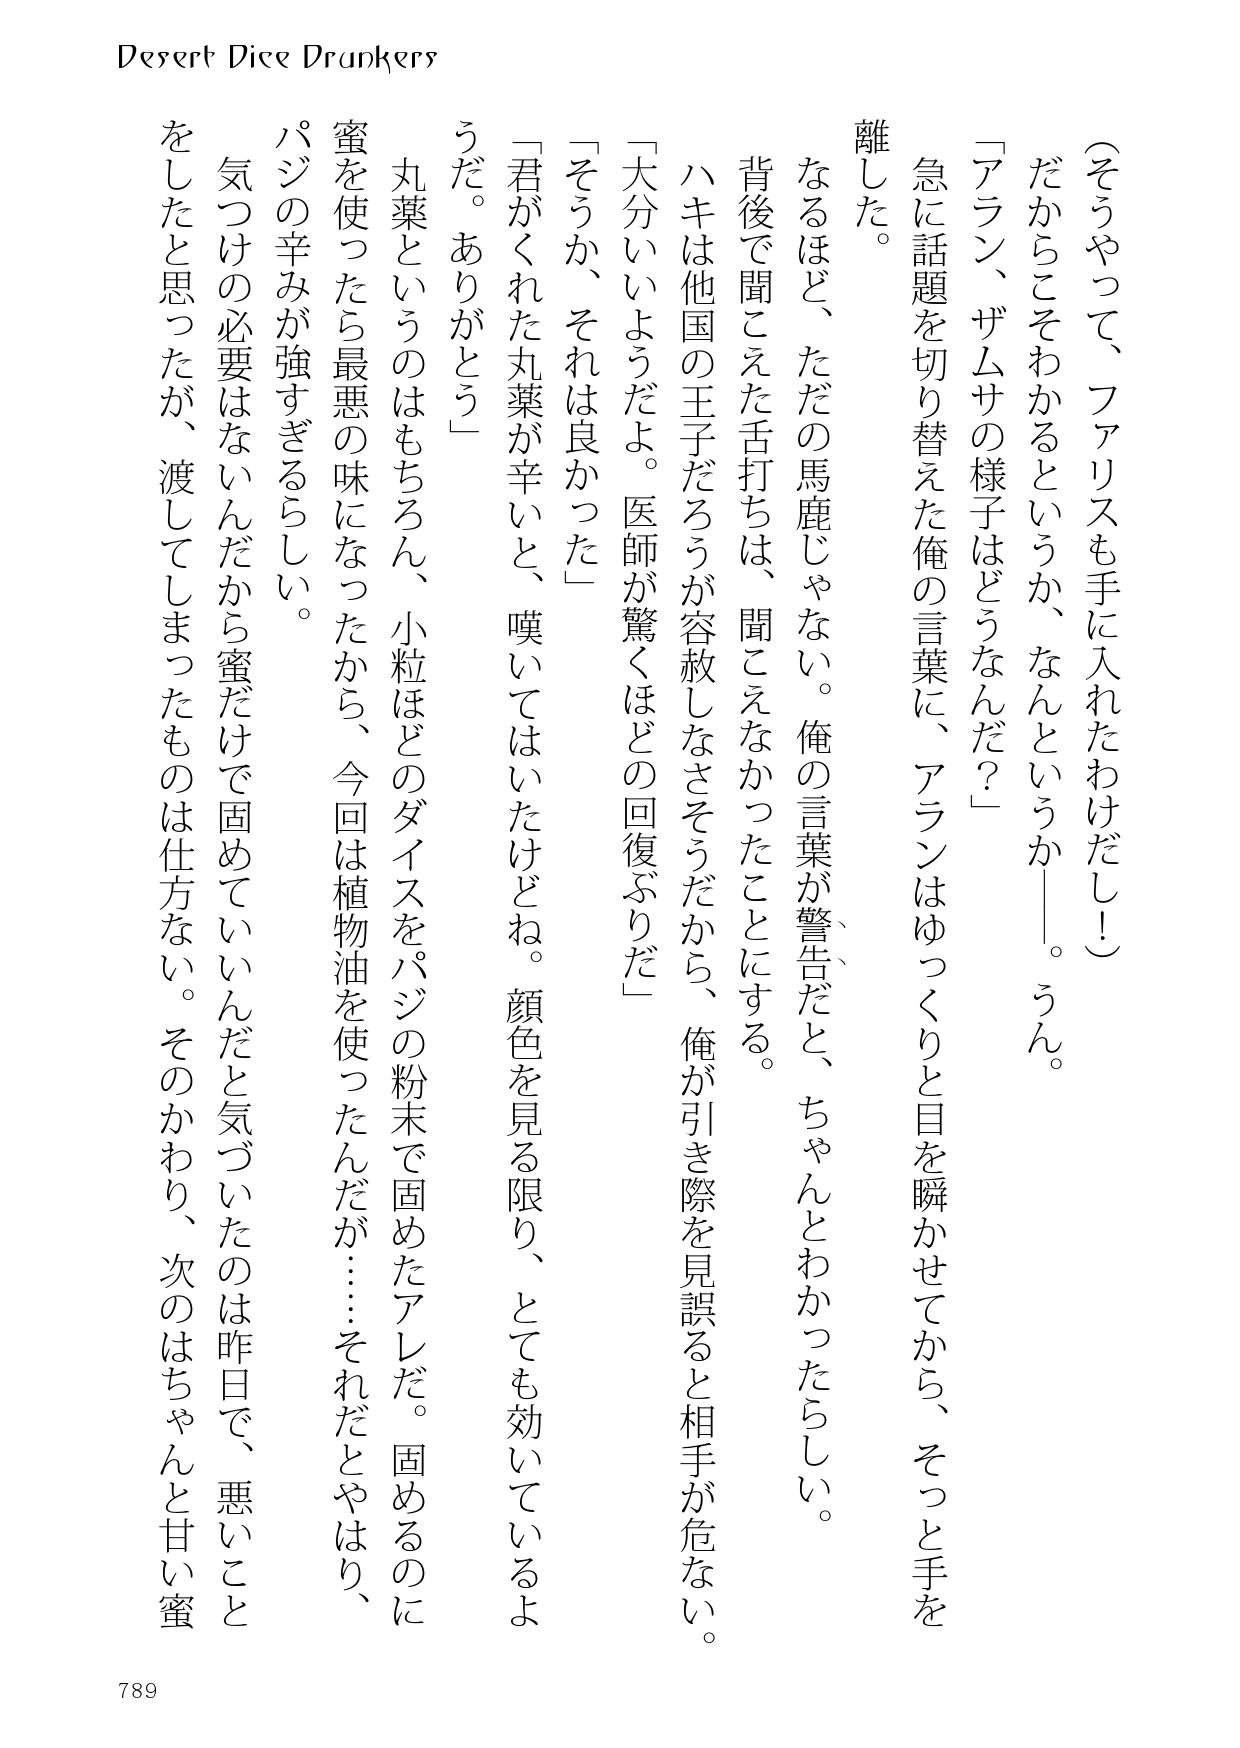 Desert Dice Drunkers
（そうやって、ファリスも手に入れたわけだし！）
だからこそわかるというか、なんというか――。うん。
「アラン、ザムサの様子はどうなんだ？」
急に話題を切り替えた俺の言葉に、アランはゆっくりと目を瞬かせてから、そっと手を
離した。
なるほど、ただの馬鹿じゃない。俺の言葉が警告だと、ちゃんとわかったらしい。
背後で聞こえた舌打ちは、聞こえなかったことにする。
ハキは他国の王子だろうが容赦しなさそうだから、俺が引き際を見誤ると相手が危ない。
「大分いいようだよ。医師が驚くほどの回復ぶりだ」
「そうか、それは良かった」
「君がくれた丸薬が辛いと、嘆いてはいたけどね。顔色を見る限り、とても効いているよ
うだ。ありがとう」
丸薬というのはもちろん、小粒ほどのダイスをパジの粉末で固めたアレだ。固めるのに
蜜を使ったら最悪の味になったから、今回は植物油を使ったんだが……それだとやはり、
パジの辛みが強すぎるらしい。
気つけの必要はないんだから蜜だけで固めていいんだと気づいたのは昨日で、悪いこと
をしたと思ったが、渡してしまったものは仕方ない。そのかわり、次のはちゃんと甘い蜜
789